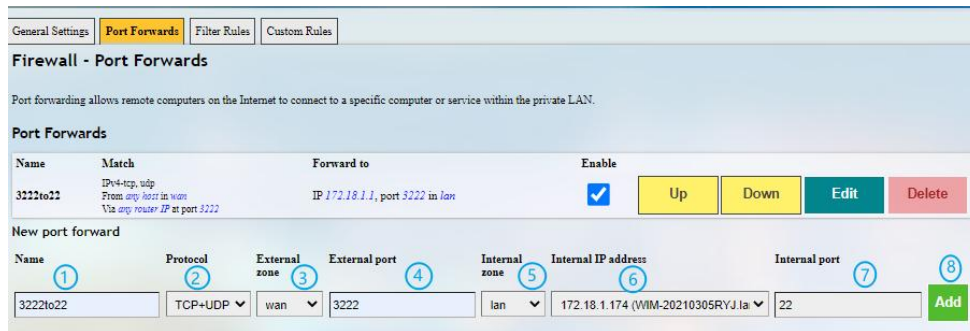 General Settings Port Forwards Filter Rules Custom Rules
Firewall - Port Forwards
Port forwarding allows remote computers on the Internet to connect to a specific computer or service within the private LAN.
Port Forwards
Name Match Forward to Enable
3222to22
IPv4-tcp, udp
From any host in wan
Via any router IP at port 3222
IP 172.18.1.1, port 3222 in lan
Up Down Edit Delete
New port forward
Name Protocol External zone External port Internal zone Internal IP address Internal port
1 2 3 4 5 6 7 8
3222to22 TCP+UDP wan 3222 lan 172.18.1.174 (WIM-20210305RYJ.la 22 Add